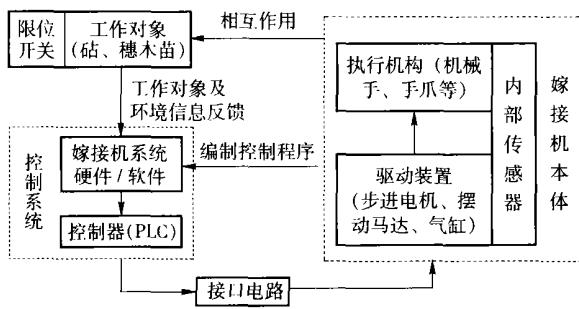 限位
开关
工作对象
(砧、穗木苗)
相互作用
工作对象及
环境信息反馈
控制系统
嫁接机系统
硬件/软件
控制器(PLC)
编制控制程序
接口电路
执行机构(机械
手、手爪等)
驱动装置
(步进电机、摆
动马达、气缸)
内部传感器
嫁接机本体